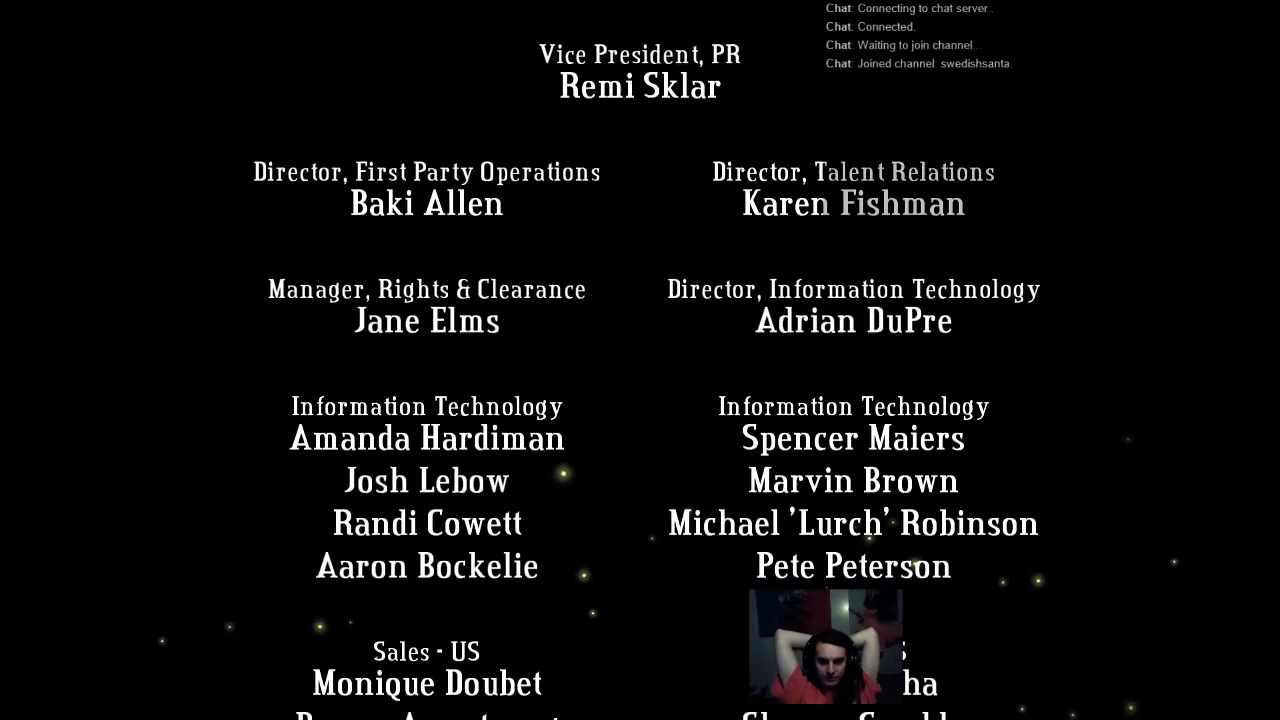 Chat: Connecting to chat server..
Chat: Connected.
Chat: Waiting to join channel...
Chat: Joined channel: swedishsanta.
Vice President, PR
Remi Sklar
Director, First Party Operations
Baki Allen
Director, Talent Relations
Karen Fishman
Manager, Rights & Clearance
Jane Elms
Director, Information Technology
Adrian DuPre
Information Technology
Amanda Hardiman
Josh Lebow
Randi Cowett
Aaron Bockelie
Information Technology
Spencer Maiers
Marvin Brown
Michael 'Lurch' Robinson
Pete Peterson
Sales - US
Monique Doubet